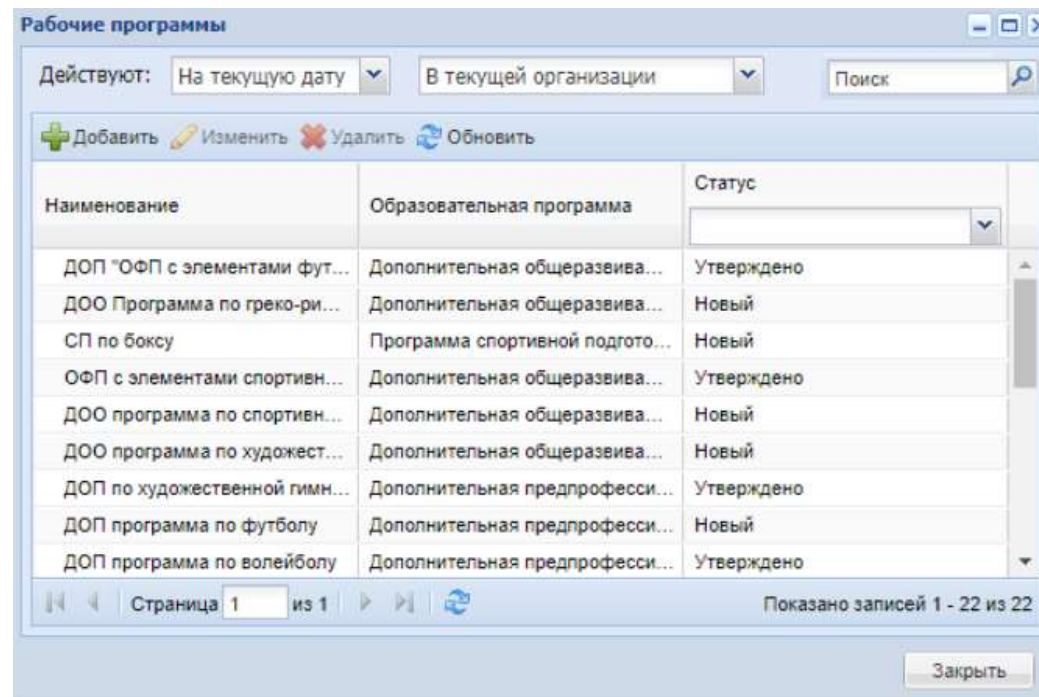 Рабочие программы
Действуют: На текущую дату В текущей организации Поиск
Добавить Изменить Удалить Обновить
Наименование Образовательная программа Статус
ДОП "ОФП с элементами фут... Дополнительная общеразвива... Утверждено
ДОО Программа по греко-ри... Дополнительная общеразвива... Новый
СП по боксу Программа спортивной подгото... Новый
ОФП с элементами спортивн... Дополнительная общеразвива... Утверждено
ДОО программа по спортивн... Дополнительная общеразвива... Новый
ДОО программа по художест... Дополнительная общеразвива... Новый
ДОП по художественной гимн... Дополнительная предпрофесси... Утверждено
ДОП программа по футболу Дополнительная предпрофесси... Новый
ДОП программа по волейболу Дополнительная предпрофесси... Утверждено
Страница 1 из 1 Показано записей 1 - 22 из 22
Закрыть